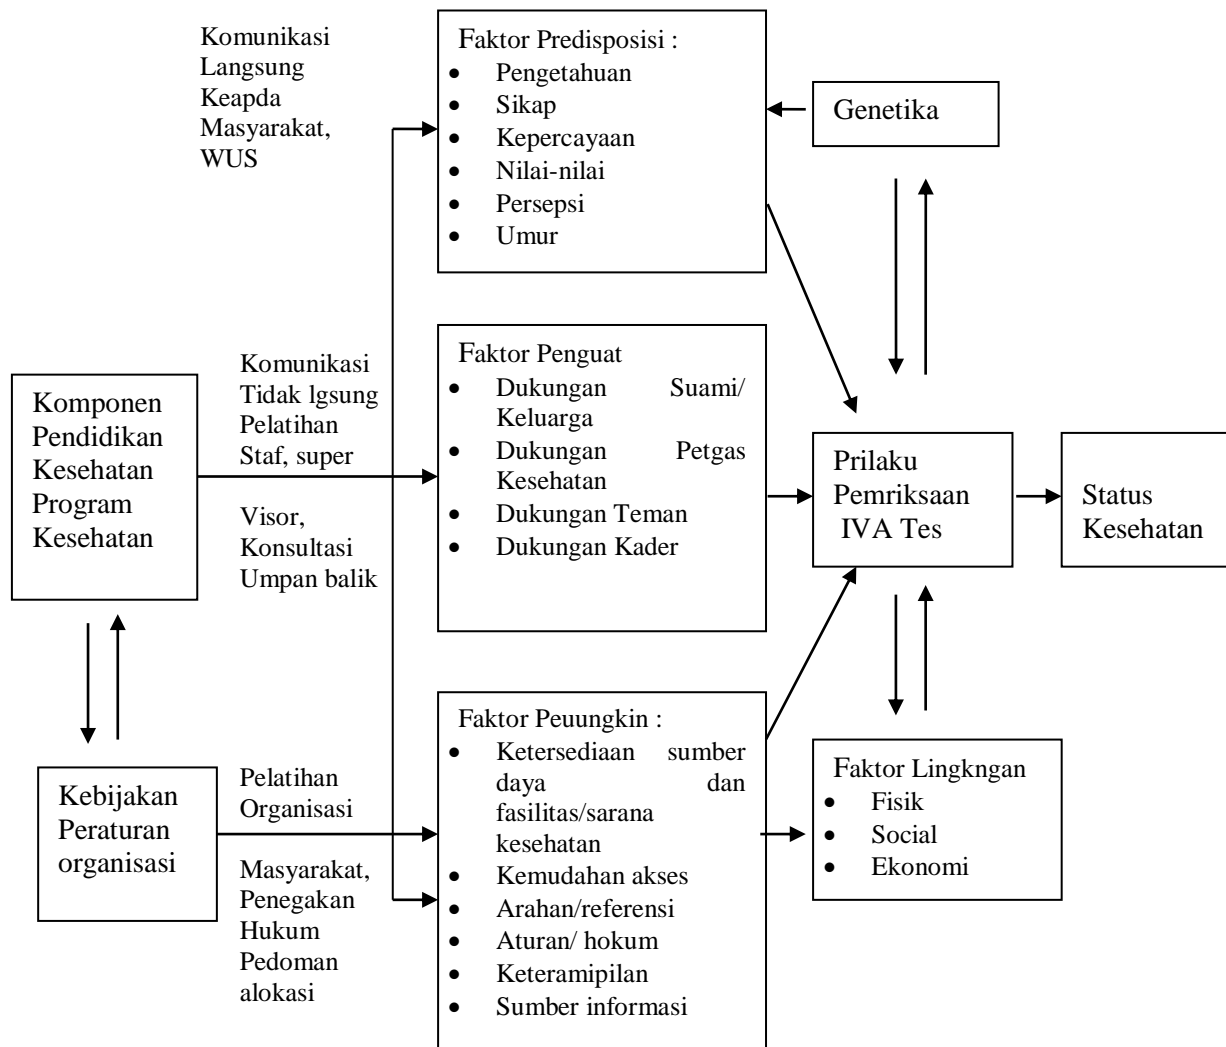 Komunikasi
Langsung
Keapda
Masyarakat,
WUS
Faktor Predisposisi :
• Pengetahuan
• Sikap
• Kepercayaan
• Nilai-nilai
• Persepsi
• Umur
Genetika
Komponen
Pendidikan
Kesehatan
Program
Kesehatan
Komunikasi
Tidak lgsung
Pelatihan
Staf, super
Visor,
Konsultasi
Umpan balik
Faktor Penguat
• Dukungan Suami/
Keluarga
• Dukungan Petgas
Kesehatan
• Dukungan Teman
• Dukungan Kader
Prilaku
Pemriksaan
IVA Tes
Status
Kesehatan
Kebijakan
Peraturan
organisasi
Pelatihan
Organisasi
Masyarakat,
Penegakan
Hukum
Pedoman
alokasi
Faktor Peuungkin :
• Ketersediaan sumber
daya dan
fasilitas/sarana
kesehatan
• Kemudahan akses
• Arahan/referensi
• Aturan/ hokum
• Keteramipilan
• Sumber informasi
Faktor Lingkngan
• Fisik
• Social
• Ekonomi